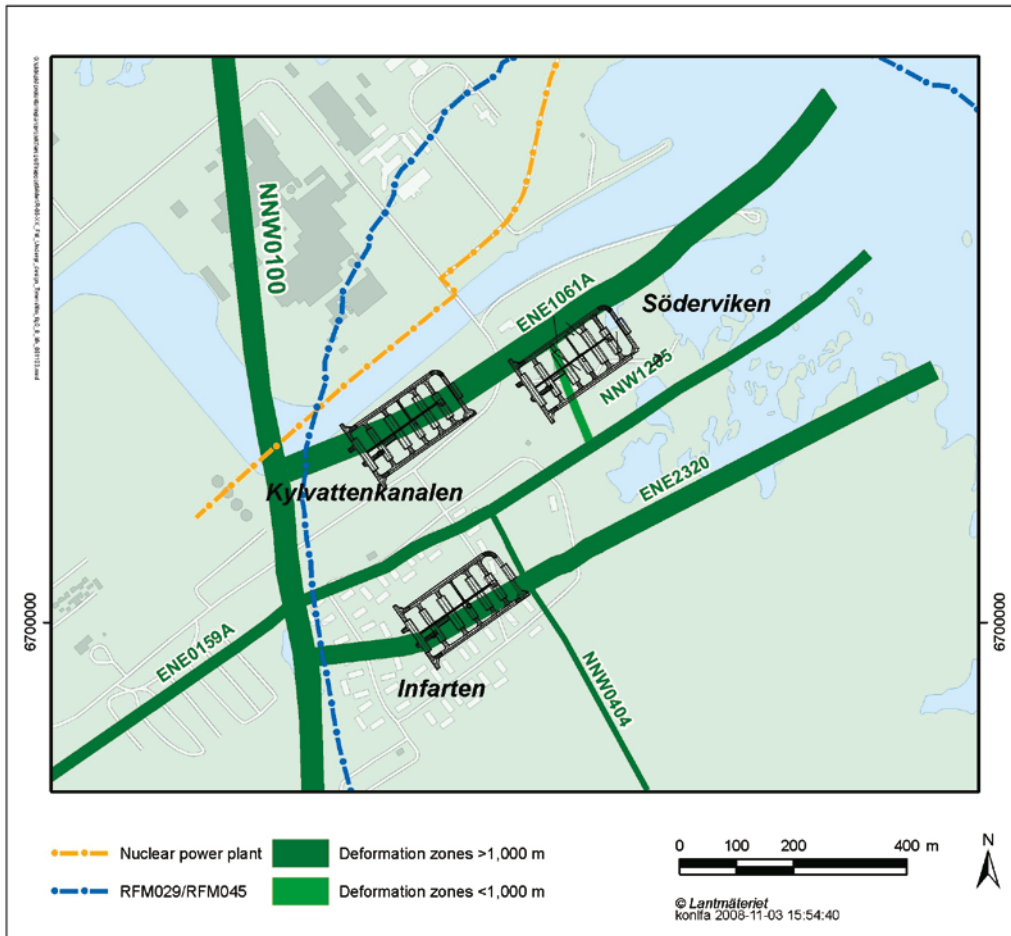 NNW0100
ENE1061A
Söderviken
NNW1205
ENE2320
Kylvattenkanalen
6700000
6700000
ENE0159A
Infarten
NNW0404
Nuclear power plant
Deformation zones >1,000 m
RFM029/RFM045
Deformation zones <1,000 m
0 100 200 400 m
N
© Lantmäteriet
konlfa 2008-11-03 15:54:40